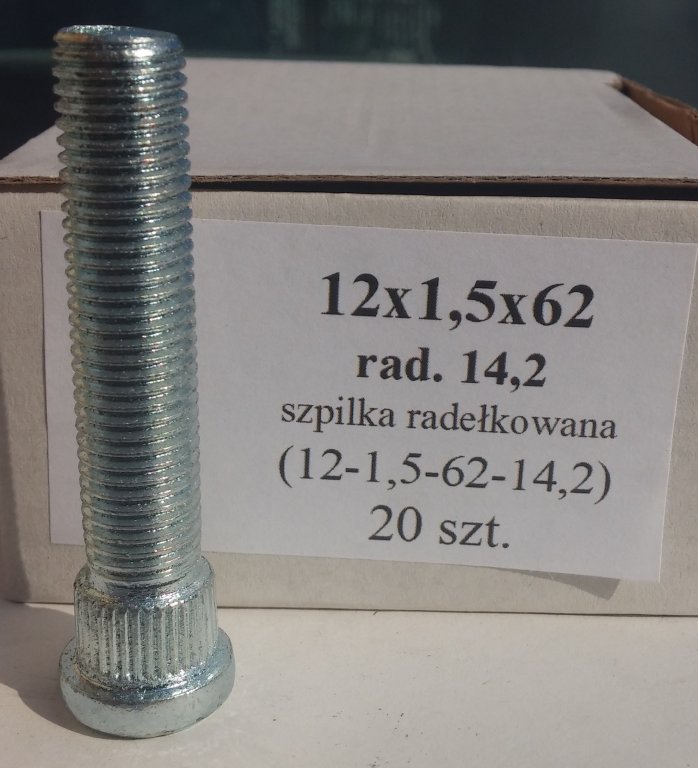 12x1,5x62
rad. 14,2
szpilka radełkowana
(12-1,5-62-14,2)
20 szt.